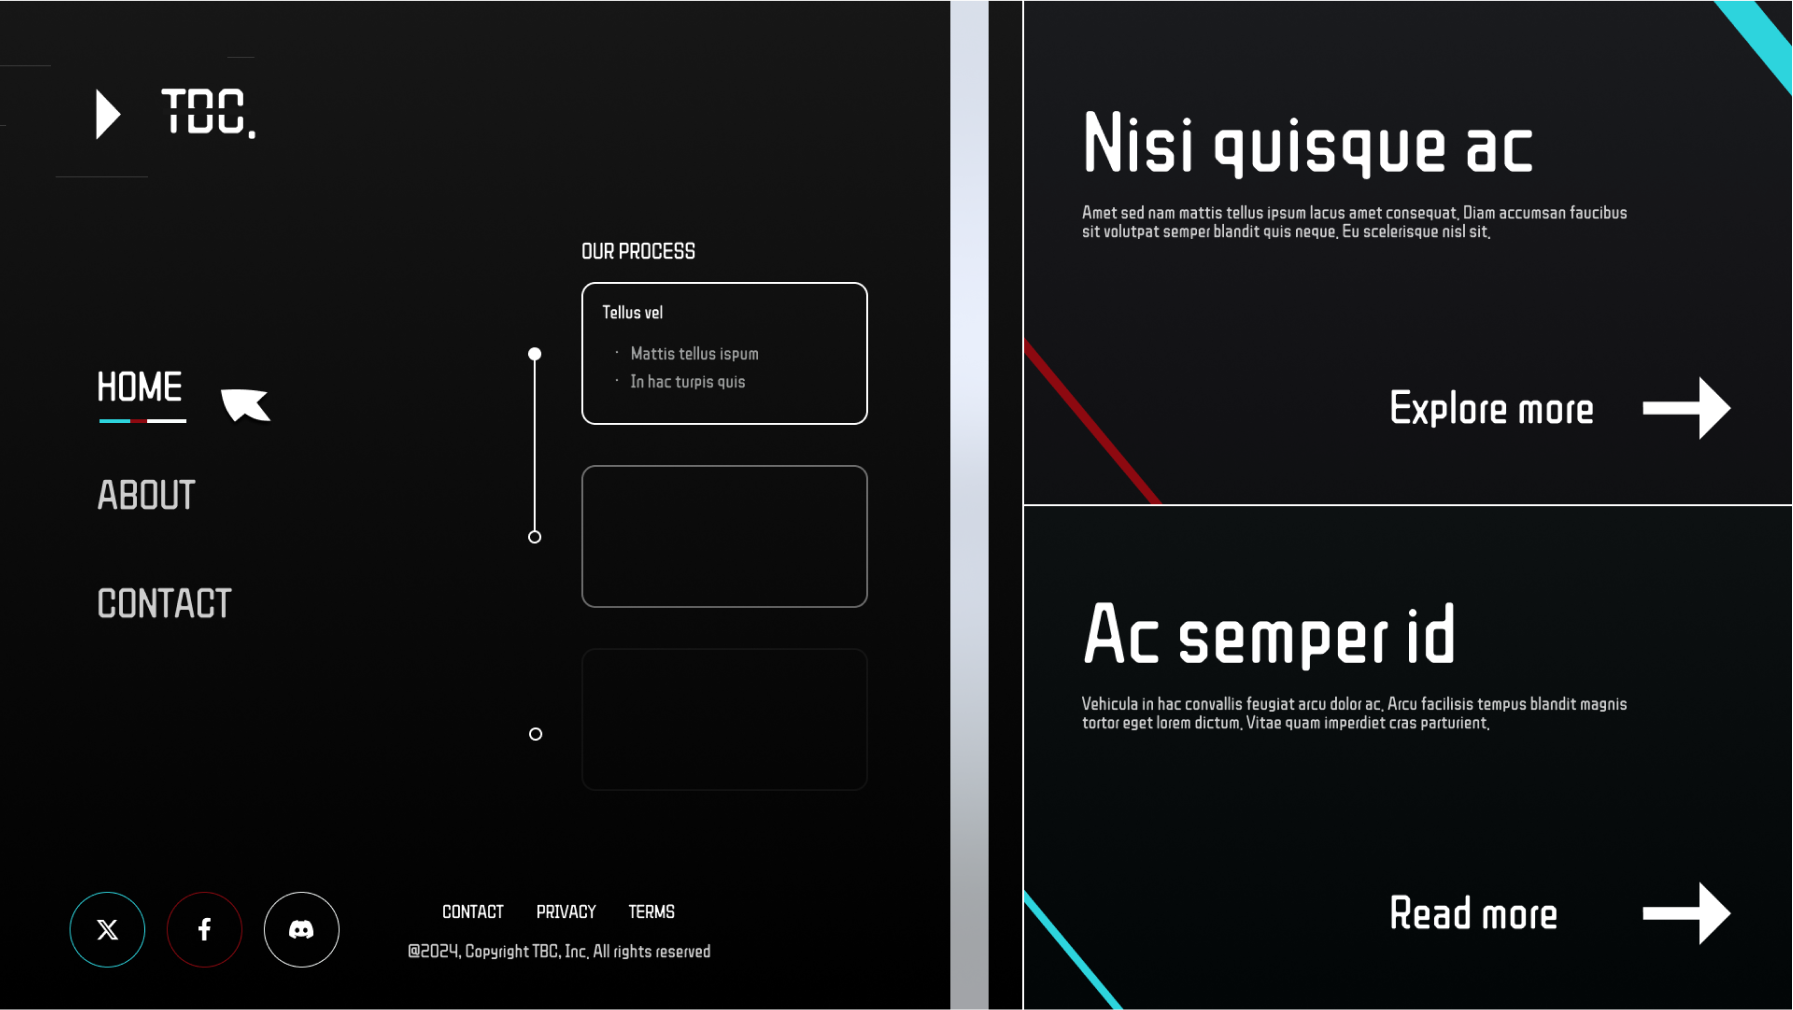 TBC.
HOME
ABOUT
CONTACT
OUR PROCESS
Tellus vel
· Mattis tellus ispum
· In hac turpis quis
CONTACT PRIVACY TERMS
@2024, Copyright TBC, Inc. All rights reserved
Nisi quisque ac
Amet sed nam mattis tellus ipsum lacus amet consequat. Diam accumsan faucibus
sit volutpat semper blandit quis neque. Eu scelerisque nisl sit.
Explore more
Ac semper id
Vehicula in hac convallis feugiat arcu dolor ac. Arcu facilisis tempus blandit magnis
tortor eget lorem dictum. Vitae quam imperdiet cras parturient.
Read more